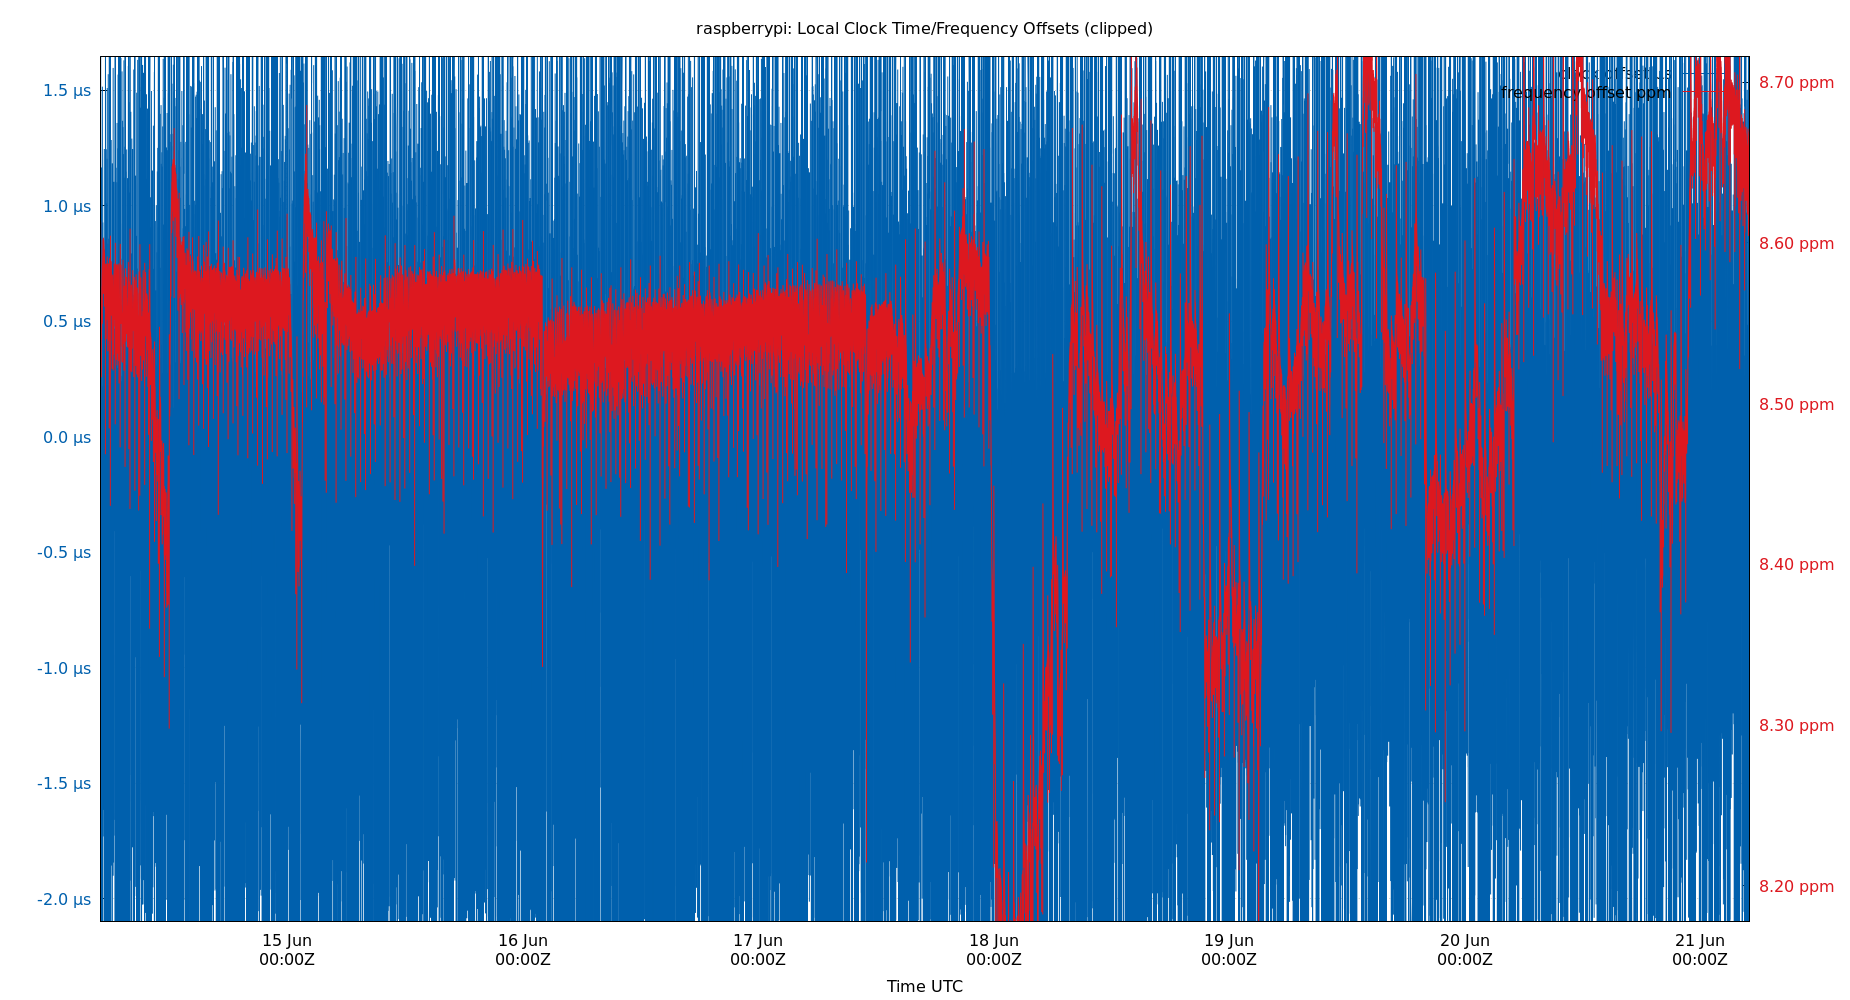 raspberrypi: Local Clock Time/Frequency Offsets (clipped)
clock offset µs
frequency offset ppm
1.5 µs
1.0 µs
0.5 µs
0.0 µs
-0.5 µs
-1.0 µs
-1.5 µs
-2.0 µs
8.70 ppm
8.60 ppm
8.50 ppm
8.40 ppm
8.30 ppm
8.20 ppm
15 Jun
00:00Z
16 Jun
00:00Z
17 Jun
00:00Z
18 Jun
00:00Z
19 Jun
00:00Z
20 Jun
00:00Z
21 Jun
00:00Z
Time UTC